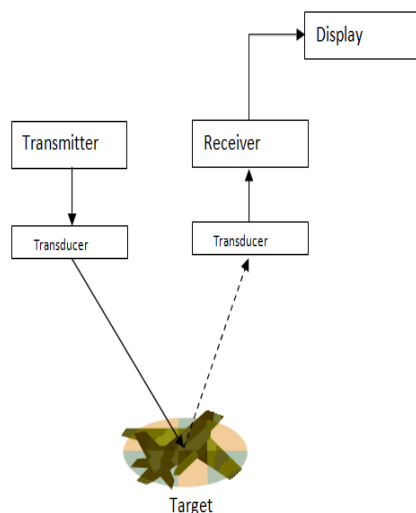 Display
Transmitter
Receiver
Transducer
Transducer
Target